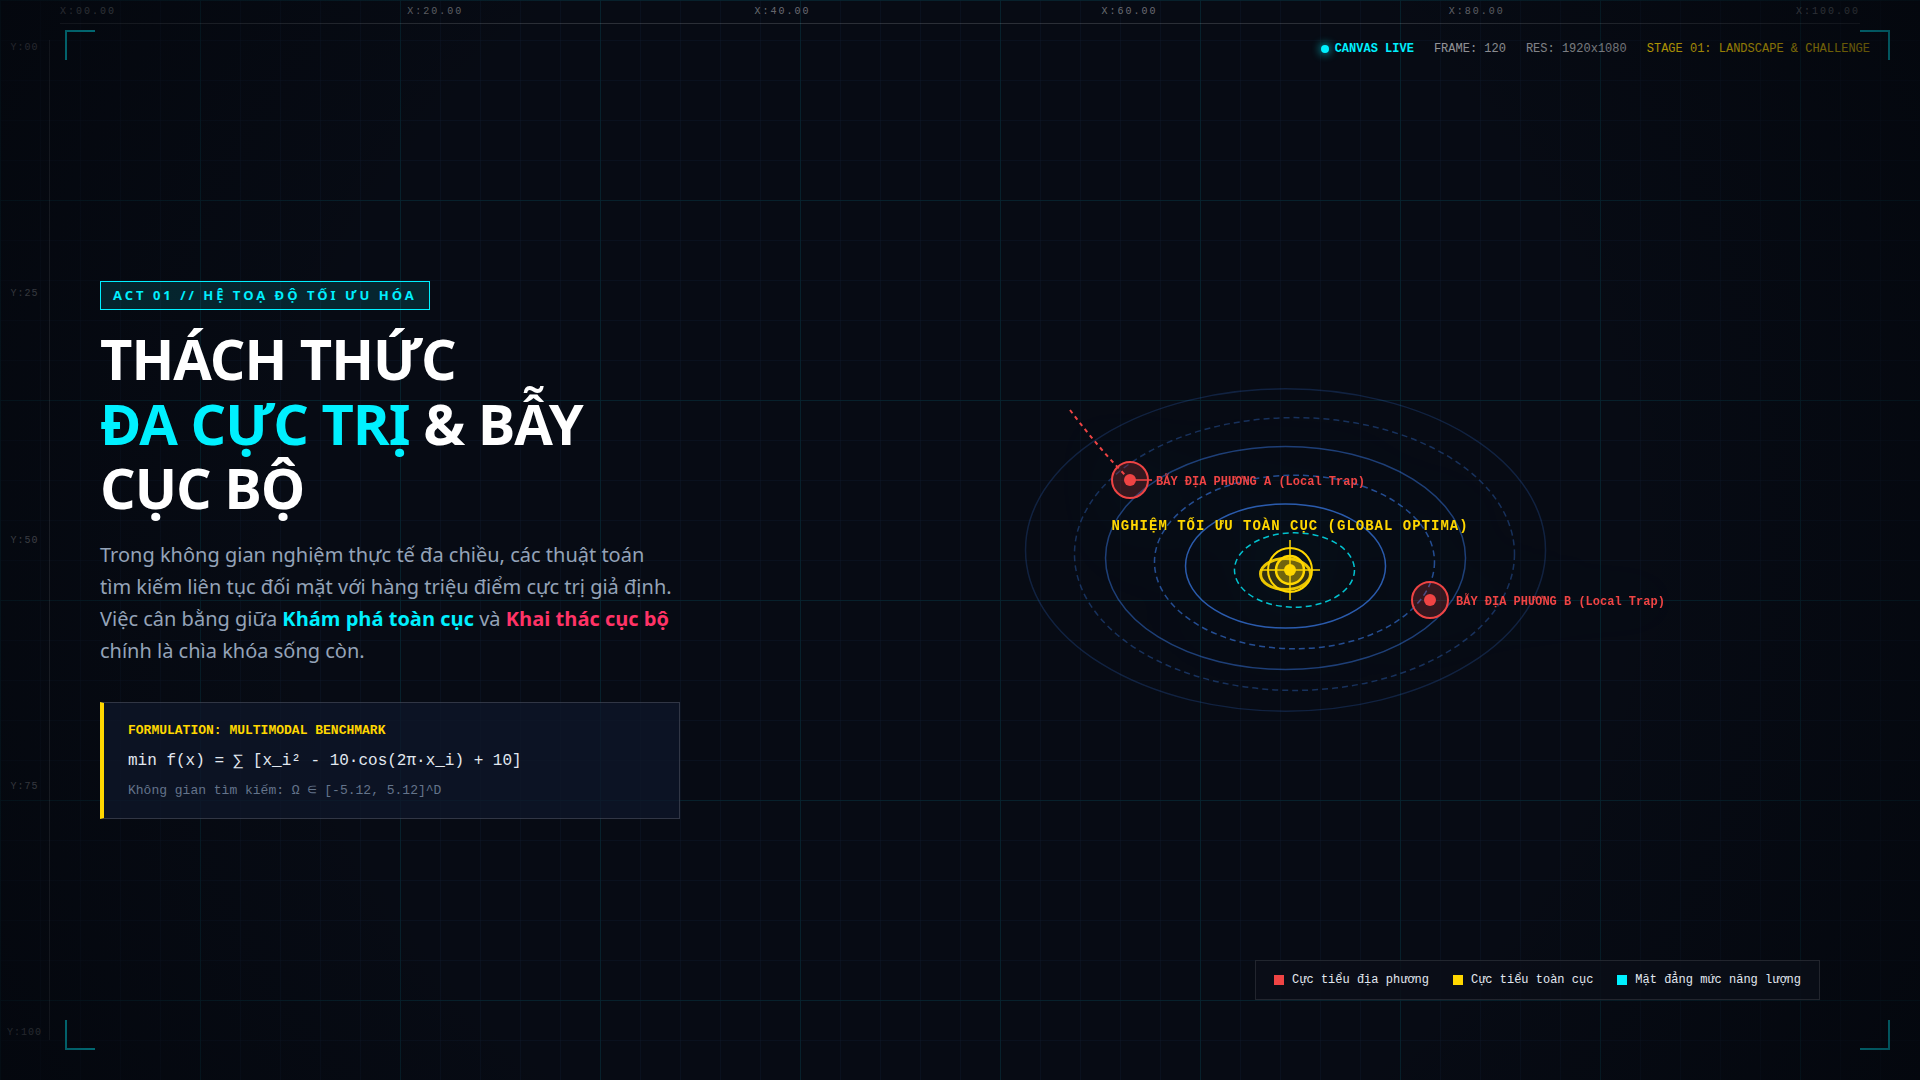 X:00.00 X:20.00 X:40.00 X:60.00 X:80.00 X:100.00
Y:00
CANVAS LIVE FRAME: 120 RES: 1920x1080 STAGE 01: LANDSCAPE & CHALLENGE
Y:25
ACT 01 // HỆ TOẠ ĐỘ TỐI ƯU HÓA
THÁCH THỨC
ĐA CỰC TRỊ & BẪY
CỤC BỘ
BẪY ĐỊA PHƯƠNG A (Local Trap)
NGHIỆM TỐI ƯU TOÀN CỤC (GLOBAL OPTIMA)
Y:50
Trong không gian nghiệm thực tế đa chiều, các thuật toán
tìm kiếm liên tục đối mặt với hàng triệu điểm cực trị giả định.
Việc cân bằng giữa Khám phá toàn cục và Khai thác cục bộ
chính là chìa khóa sống còn.
BẪY ĐỊA PHƯƠNG B (Local Trap)
FORMULATION: MULTIMODAL BENCHMARK
min f(x) = ∑ [x_i² - 10·cos(2π·x_i) + 10]
Không gian tìm kiếm: Ω ∈ [-5.12, 5.12]^D
Y:75
Cực tiểu địa phương Cực tiểu toàn cục Mặt đẳng mức năng lượng
Y:100